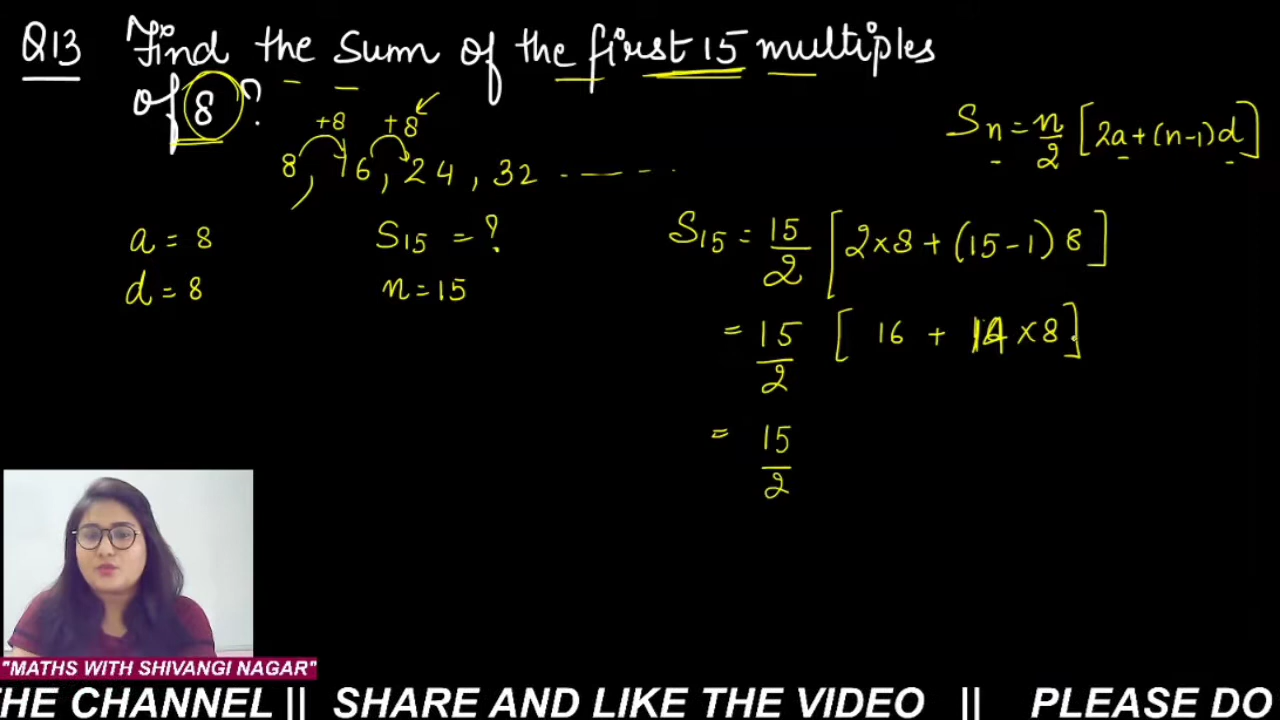 Q13 Find the Sum of the first 15 multiples
of 8 ?
+8 +8
8, 16, 24, 32 ------
Sn = n/2 [2a+(n-1)d]
a = 8 S15 = ?
d = 8 n = 15
S15 = 15/2 [2×8 + (15-1) 8]
= 15/2 [16 + 14 × 8]
= 15/2
"MATHS WITH SHIVANGI NAGAR"
THE CHANNEL || SHARE AND LIKE THE VIDEO || PLEASE DO